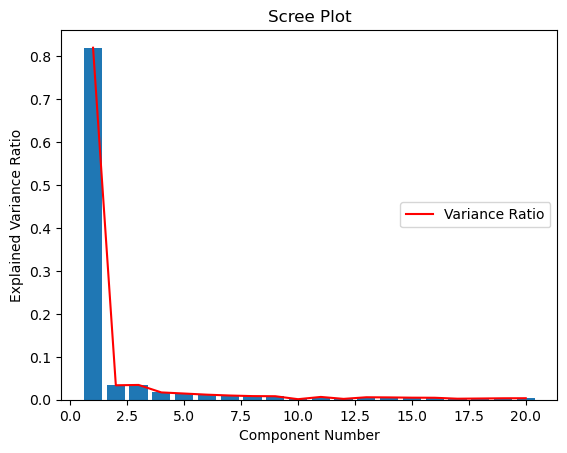 Scree Plot
Explained Variance Ratio
0.8
0.7
0.6
0.5
0.4
0.3
0.2
0.1
0.0
Variance Ratio
0.0 2.5 5.0 7.5 10.0 12.5 15.0 17.5 20.0
Component Number